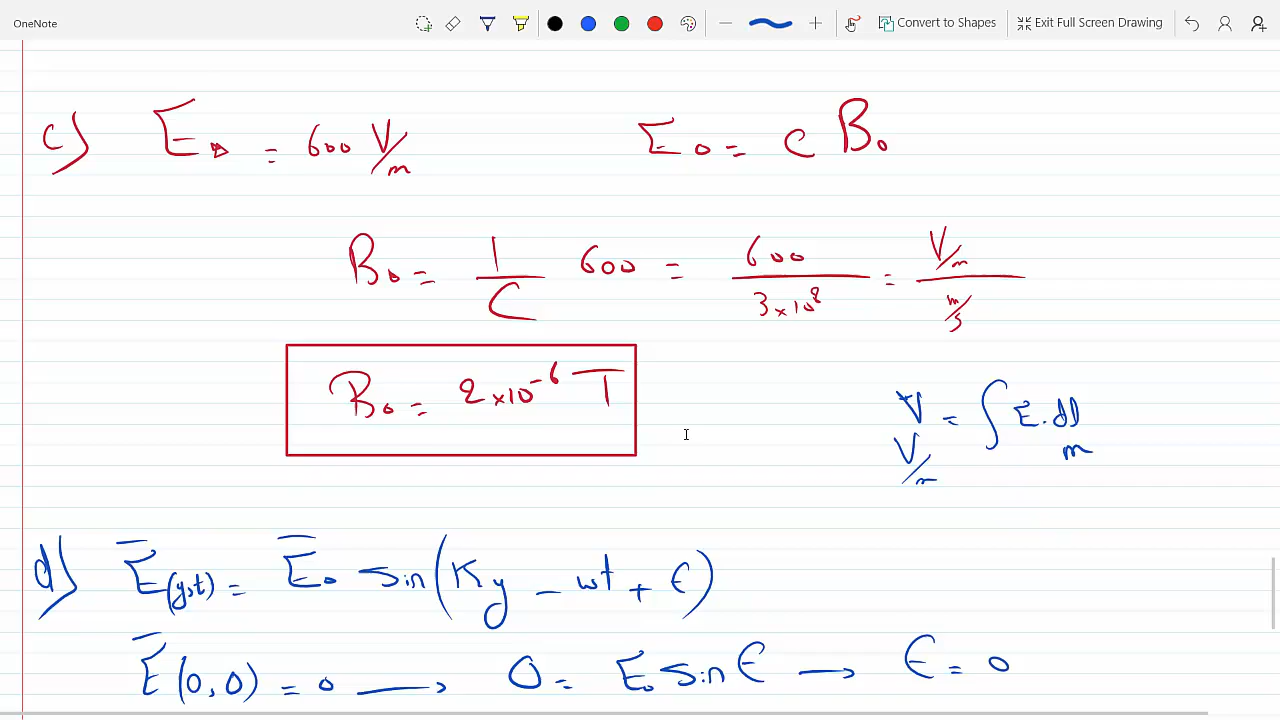 OneNote
Convert to Shapes
Exit Full Screen Drawing
c) E₀ = 600 V/m    E₀ = c B₀
B₀ = 1/C 600 = 600/(3×10⁸) = (V/m)/(m/s)
B₀ = 2×10⁻⁶ T
V = ∫ E. dl
V/m    m
d) E̅(y,t) = E̅₀ sin(Ky - wt + ϵ)
E̅(0,0) = 0 → 0 = E₀ sin ϵ → ϵ = 0